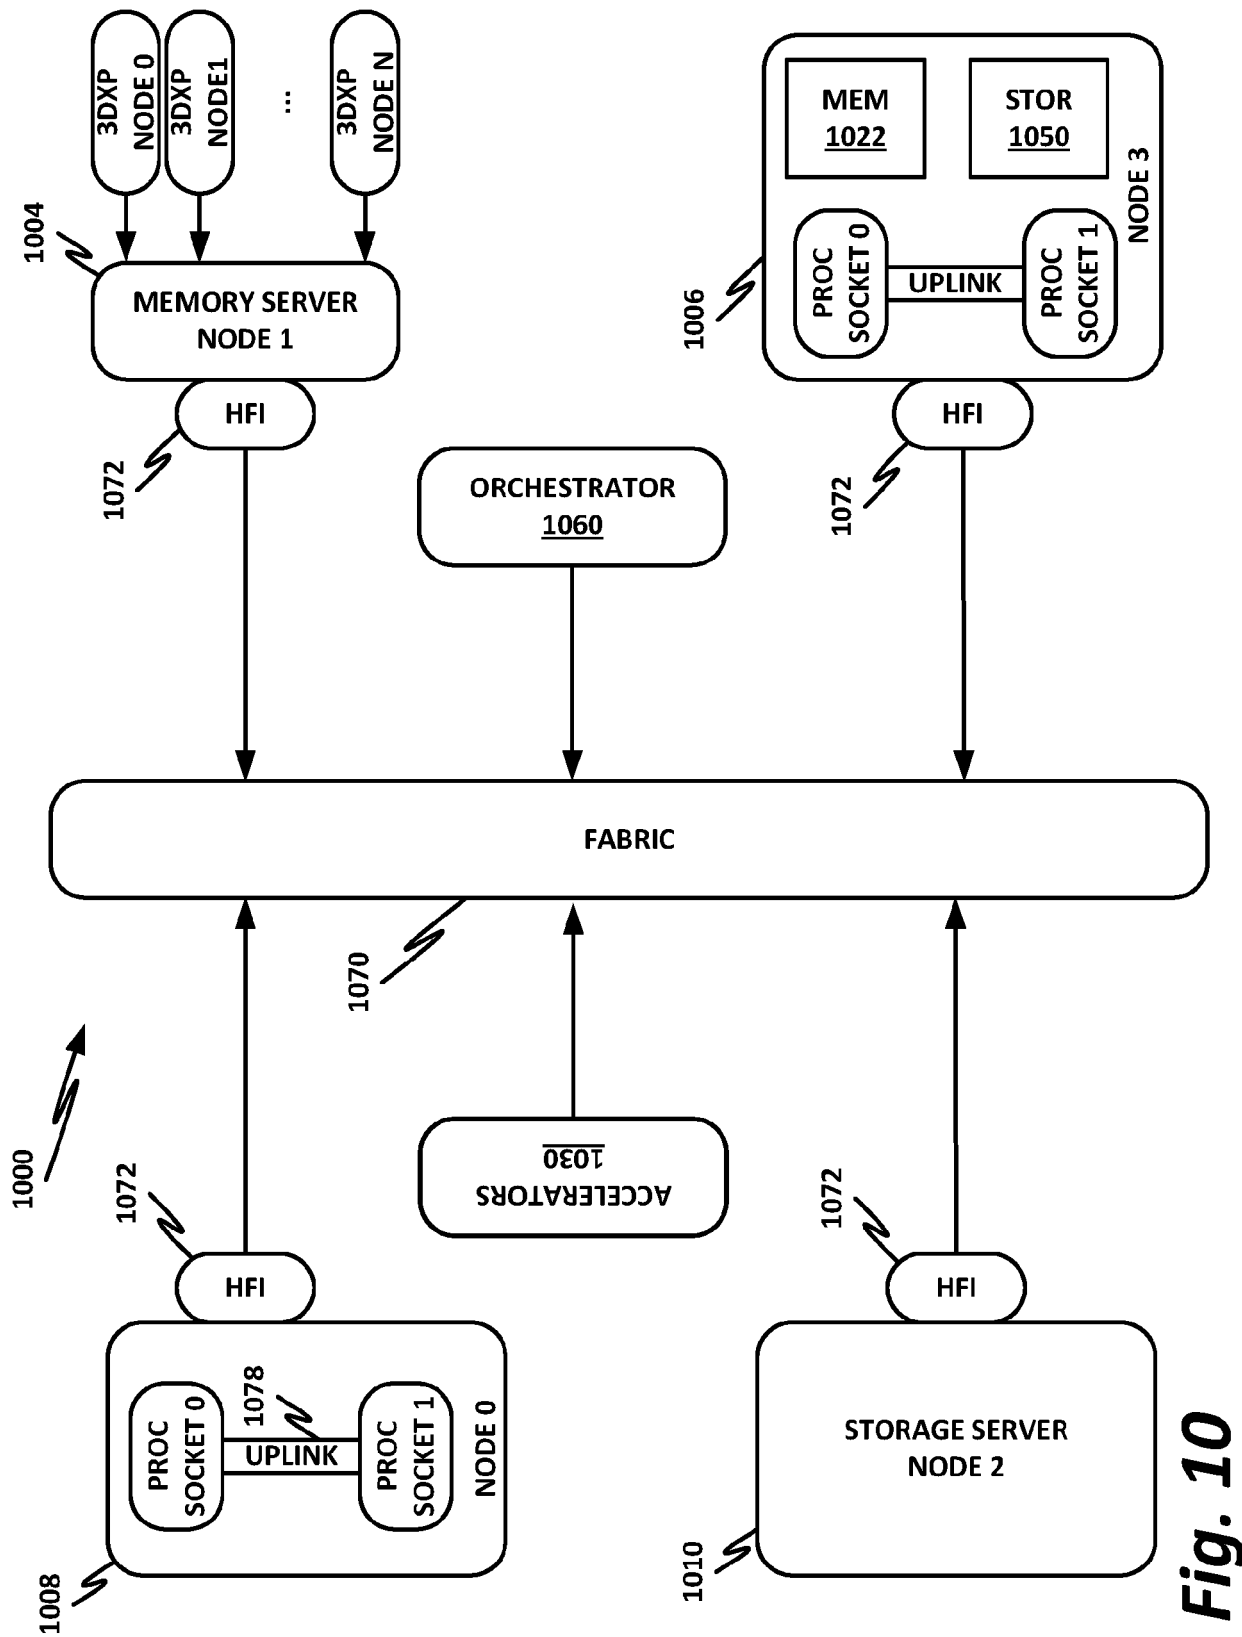 3DXP
NODE 0
3DXP
NODE1
...
3DXP
NODE N
1004
MEMORY SERVER
NODE 1
HFI
1072
MEM
1022
STOR
1050
NODE 3
PROC
SOCKET 0
UPLINK
PROC
SOCKET 1
1006
HFI
1072
ORCHESTRATOR
1060
FABRIC
1070
1000
ACCELERATORS
1030
1072
HFI
PROC
SOCKET 0
UPLINK
1078
PROC
SOCKET 1
NODE 0
1008
1072
HFI
STORAGE SERVER
NODE 2
1010
Fig. 10